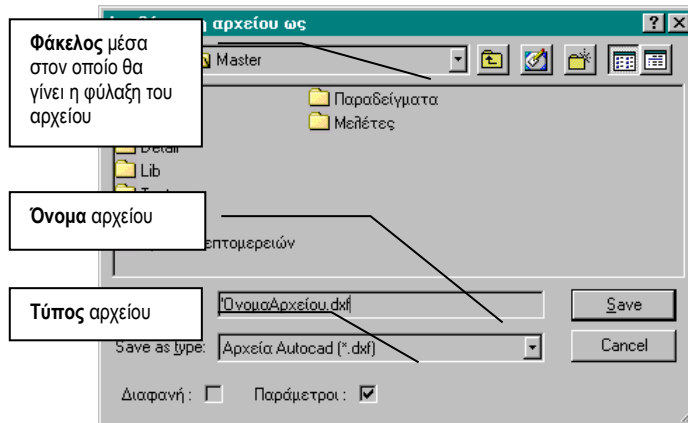 αρχείου ως
Φάκελος μέσα
στον οποίο θα
γίνει η φύλαξη του
αρχείου
Master
Παραδείγματα
Μελέτες
Detail
Lib
Όνομα αρχείου
επτομερειών
Τύπος αρχείου
'ΟνομαΑρχείου.dxf
Save
Save as type: Αρχεία Autocad (*.dxf)
Cancel
Διαφανή : Παράμετροι :